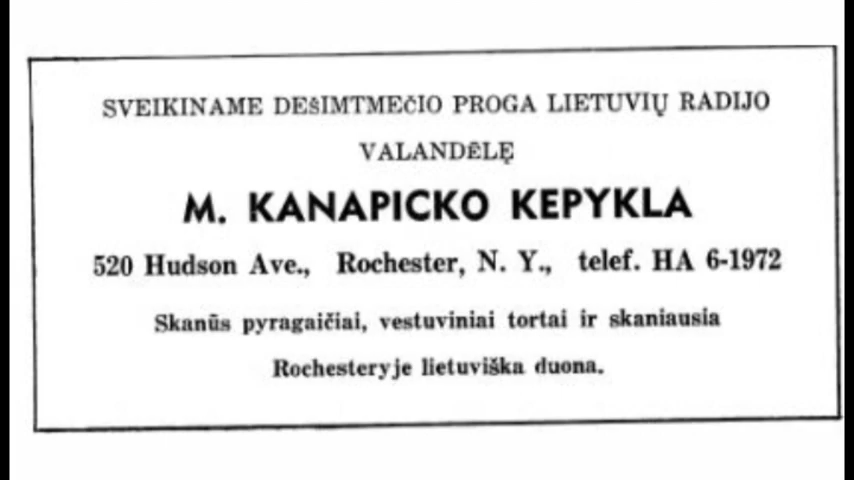 SVEIKINAME DEŠIMTMEČIO PROGA LIETUVIŲ RADIJO
VALANDĖLĘ
M. KANAPICKO KEPYKLA
520 Hudson Ave., Rochester, N. Y., telef. HA 6-1972
Skanūs pyragaičiai, vestuviniai tortai ir skaniausia
Rochesteryje lietuviška duona.